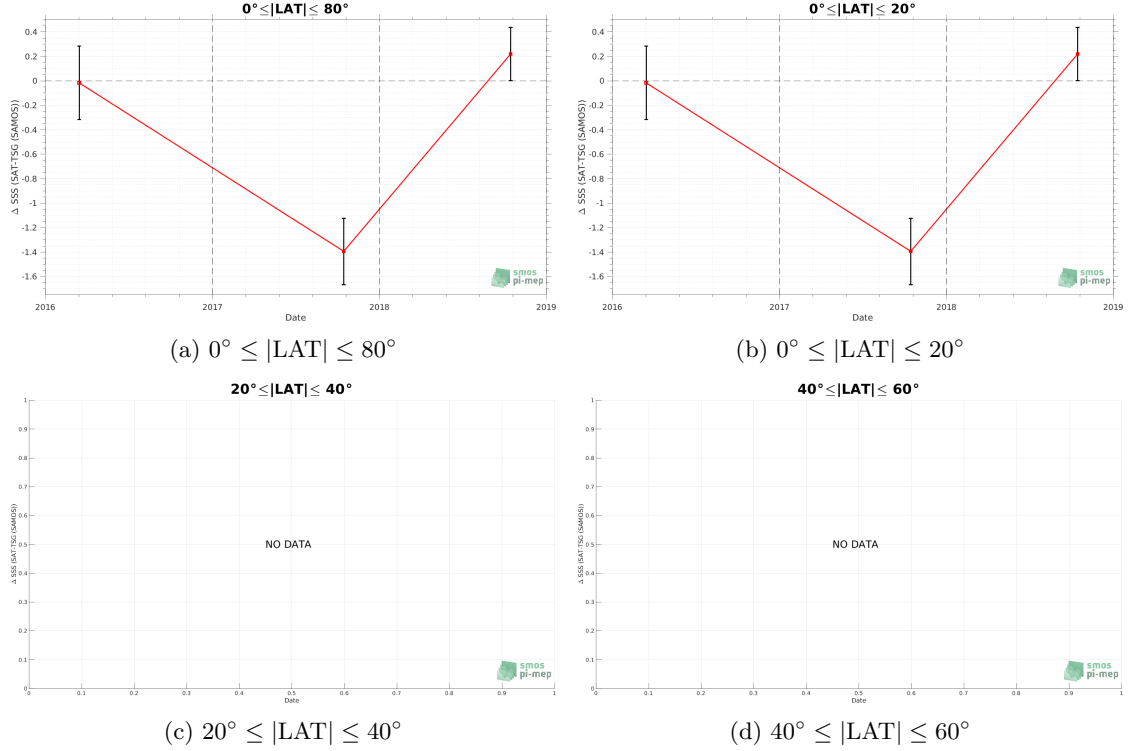 0°≤|LAT|≤ 80°
Δ SSS (SAT-TSG (SAMOS))
0.4
0.2
0
-0.2
-0.4
-0.6
-0.8
-1
-1.2
-1.4
-1.6
2016
2017
2018
2019
Date
smos
pi-mep
(a) 0° ≤ |LAT| ≤ 80°
0°≤|LAT|≤ 20°
Δ SSS (SAT-TSG (SAMOS))
0.4
0.2
0
-0.2
-0.4
-0.6
-0.8
-1
-1.2
-1.4
-1.6
2016
2017
2018
2019
Date
smos
pi-mep
(b) 0° ≤ |LAT| ≤ 20°
20°≤|LAT|≤ 40°
Δ SSS (SAT-TSG (SAMOS))
1
0.9
0.8
0.7
0.6
0.5
0.4
0.3
0.2
0.1
0
NO DATA
0
0.1
0.2
0.3
0.4
0.5
0.6
0.7
0.8
0.9
1
Date
smos
pi-mep
(c) 20° ≤ |LAT| ≤ 40°
40°≤|LAT|≤ 60°
Δ SSS (SAT-TSG (SAMOS))
1
0.9
0.8
0.7
0.6
0.5
0.4
0.3
0.2
0.1
0
NO DATA
0
0.1
0.2
0.3
0.4
0.5
0.6
0.7
0.8
0.9
1
Date
smos
pi-mep
(d) 40° ≤ |LAT| ≤ 60°